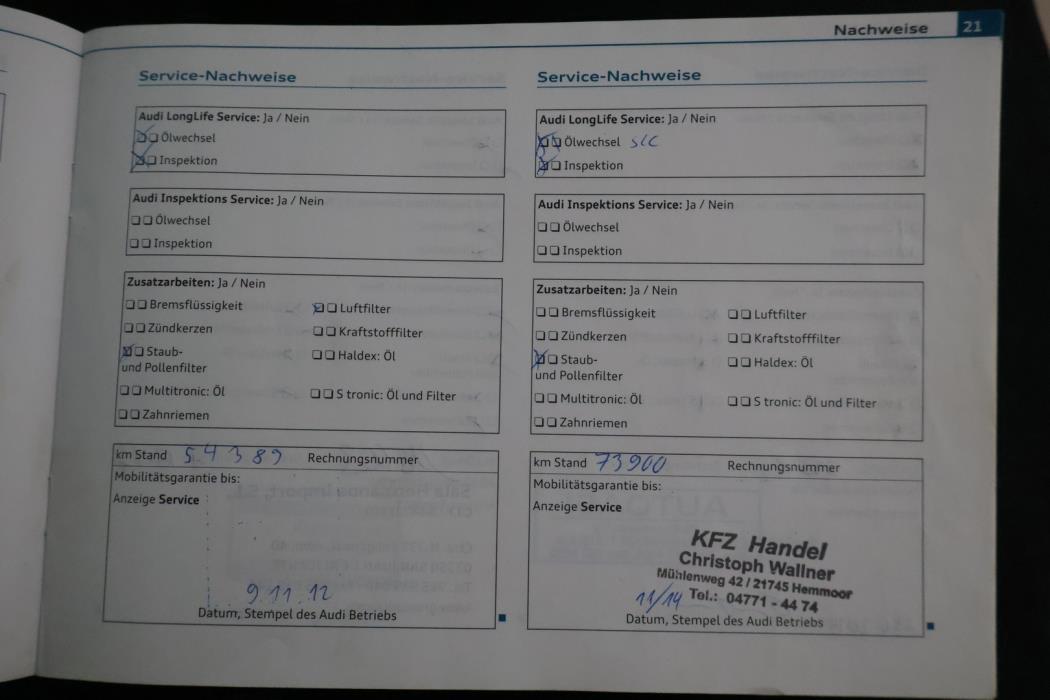 Nachweise 21
Service-Nachweise
Audi LongLife Service: Ja / Nein
Ölwechsel
Inspektion
Audi Inspektions Service: Ja / Nein
Ölwechsel
Inspektion
Zusatzarbeiten: Ja / Nein
Bremsflüssigkeit
Luftfilter
Zündkerzen
Kraftstofffilter
Staub-
und Pollenfilter
Haldex: Öl
Multitronic: Öl
S tronic: Öl und Filter
Zahnriemen
km Stand 54389 Rechnungsnummer
Mobilitätsgarantie bis:
Anzeige Service
9.11.12
Datum, Stempel des Audi Betriebs
Service-Nachweise
Audi LongLife Service: Ja / Nein
Ölwechsel
Inspektion
Audi Inspektions Service: Ja / Nein
Ölwechsel
Inspektion
Zusatzarbeiten: Ja / Nein
Bremsflüssigkeit
Luftfilter
Zündkerzen
Kraftstofffilter
Staub-
und Pollenfilter
Haldex: Öl
Multitronic: Öl
S tronic: Öl und Filter
Zahnriemen
km Stand 73900 Rechnungsnummer
Mobilitätsgarantie bis:
Anzeige Service
KFZ Handel
Christoph Wallner
Mühlenweg 42 / 21745 Hemmoor
11/14 Tel.: 04771 - 44 74
Datum, Stempel des Audi Betriebs